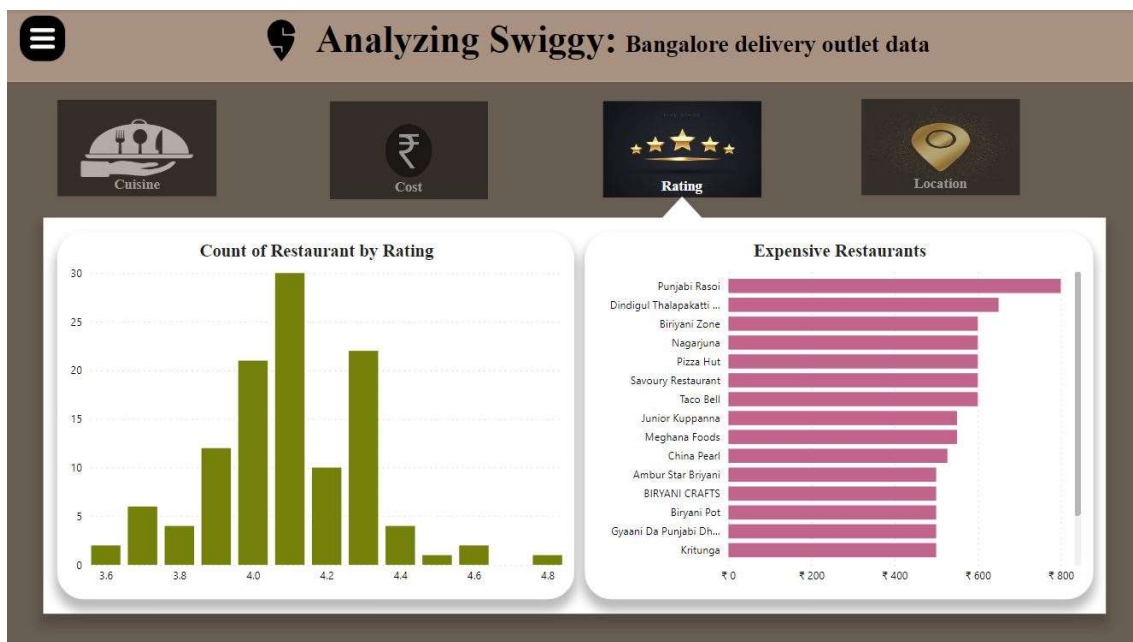 Analyzing Swiggy: Bangalore delivery outlet data
Cuisine
₹
Cost
Rating
Location
Count of Restaurant by Rating
30
25
20
15
10
5
0
3.6 3.8 4.0 4.2 4.4 4.6 4.8
Expensive Restaurants
Punjabi Rasoi
Dindigul Thalapakatti ...
Biriyani Zone
Nagarjuna
Pizza Hut
Savoury Restaurant
Taco Bell
Junior Kuppanna
Meghana Foods
China Pearl
Ambur Star Briyani
BIRYANI CRAFTS
Biryani Pot
Gyaani Da Punjabi Dh...
Kritunga
₹ 0 ₹ 200 ₹ 400 ₹ 600 ₹ 800